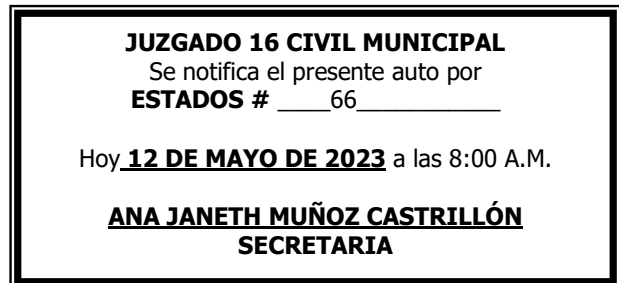 JUZGADO 16 CIVIL MUNICIPAL
Se notifica el presente auto por
ESTADOS # ____66___________
Hoy 12 DE MAYO DE 2023 a las 8:00 A.M.
ANA JANETH MUÑOZ CASTRILLÓN
SECRETARIA